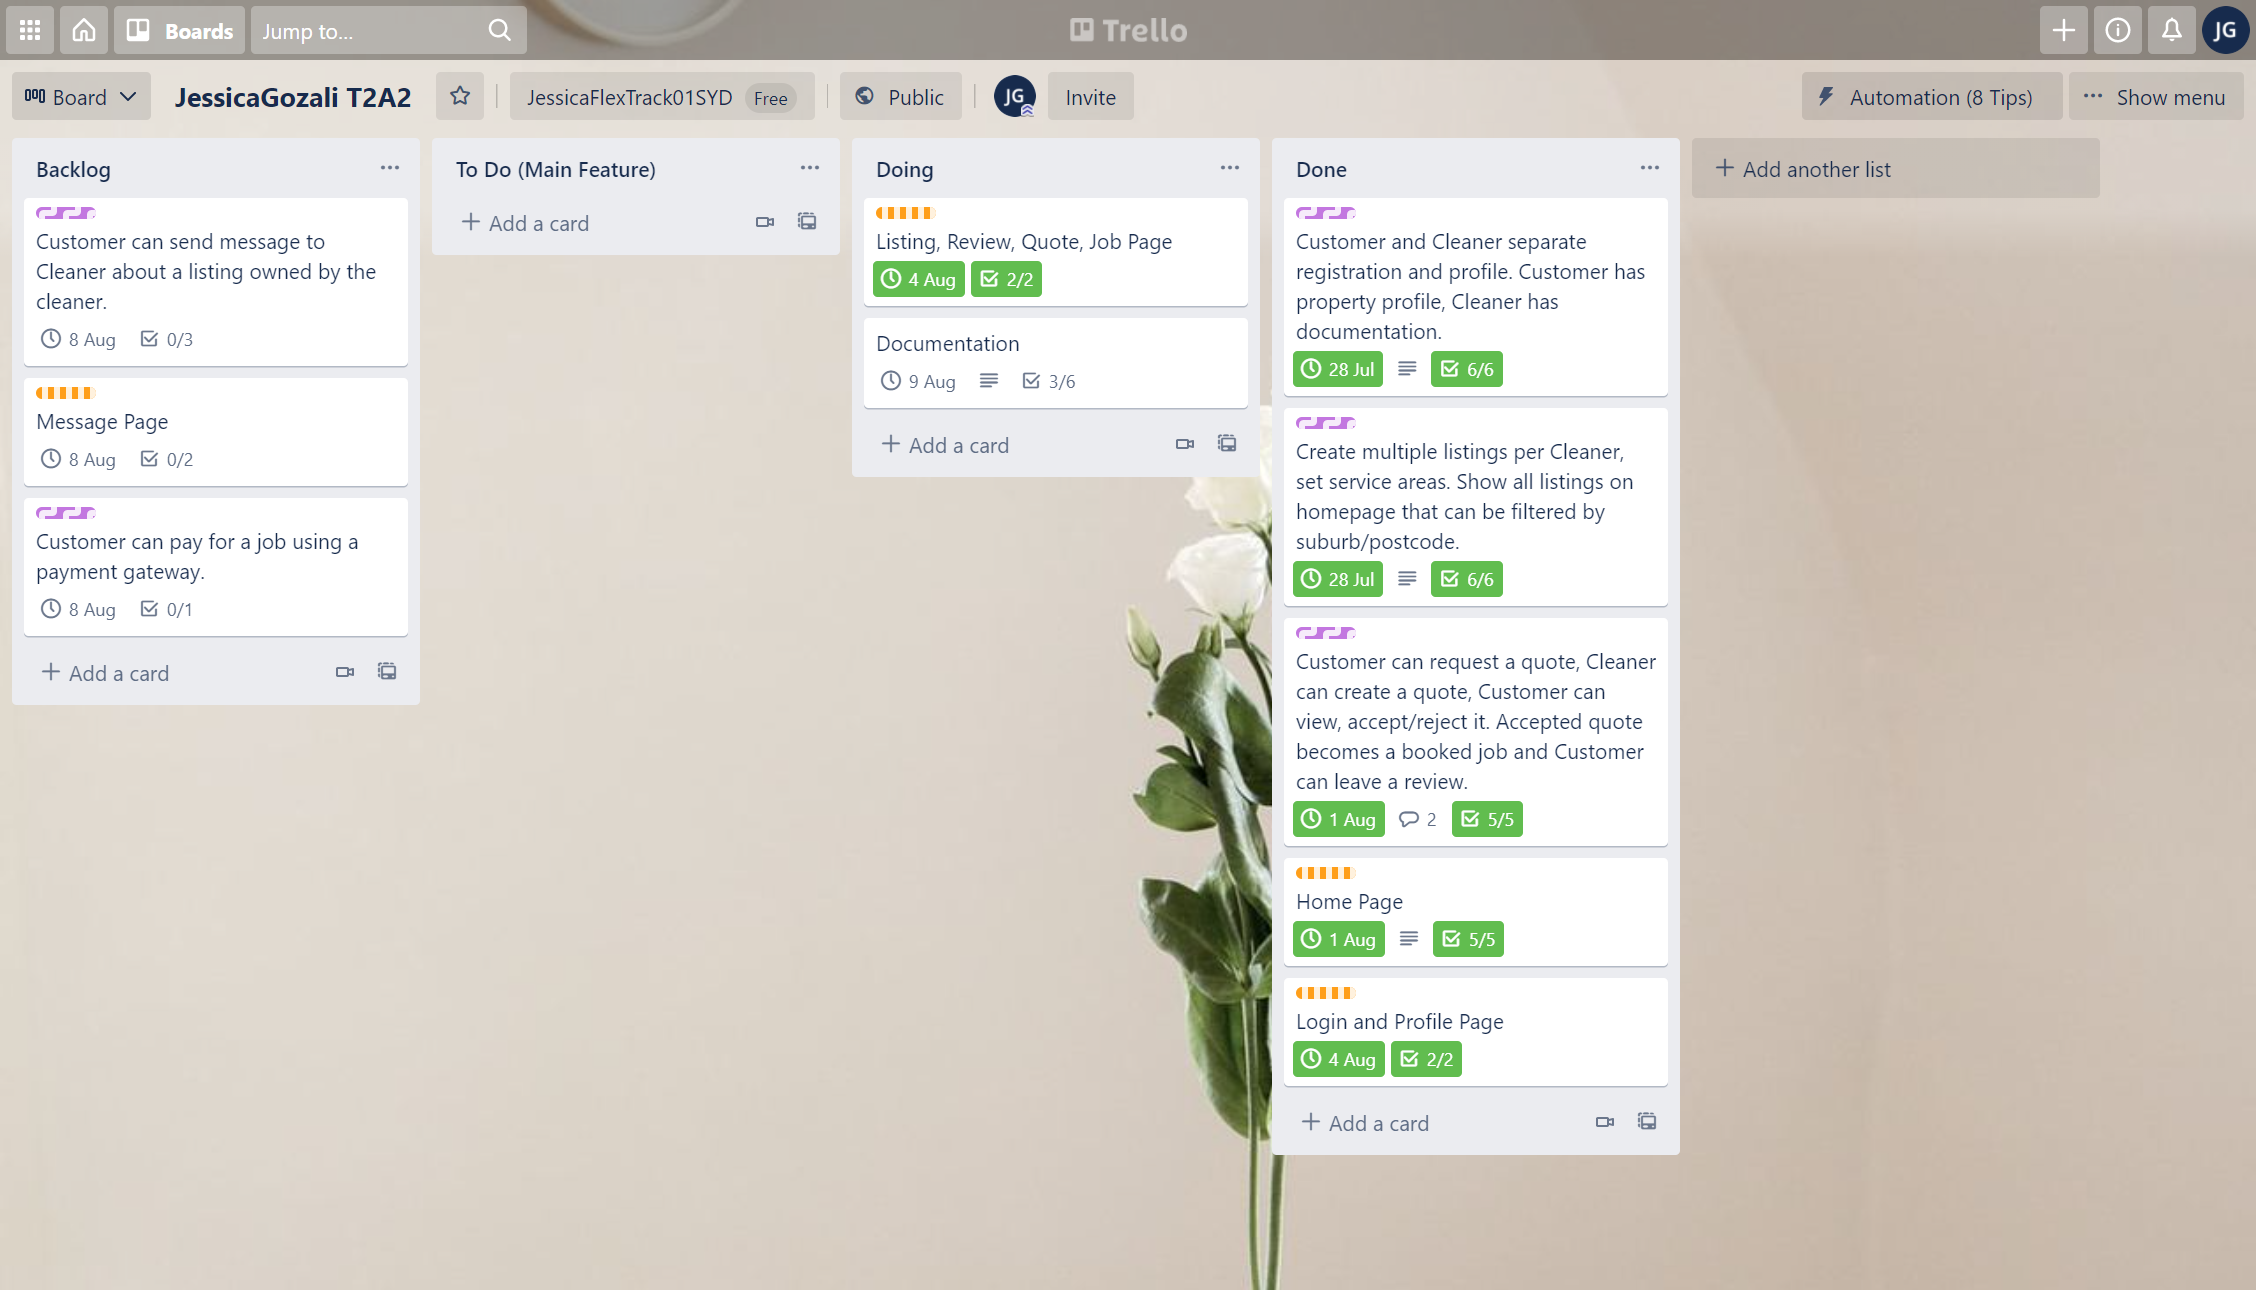 Boards
Jump to...
Trello
JG
Board
JessicaGozali T2A2
JessicaFlexTrack01SYD Free
Public
JG
Invite
Automation (8 Tips)
Show menu
Backlog
Customer can send message to
Cleaner about a listing owned by the
cleaner.
8 Aug 0/3
Message Page
8 Aug 0/2
Customer can pay for a job using a
payment gateway.
8 Aug 0/1
Add a card
To Do (Main Feature)
Add a card
Doing
Listing, Review, Quote, Job Page
4 Aug 2/2
Documentation
9 Aug 3/6
Add a card
Done
Customer and Cleaner separate
registration and profile. Customer has
property profile, Cleaner has
documentation.
28 Jul 6/6
Create multiple listings per Cleaner,
set service areas. Show all listings on
homepage that can be filtered by
suburb/postcode.
28 Jul 6/6
Customer can request a quote, Cleaner
can create a quote, Customer can
view, accept/reject it. Accepted quote
becomes a booked job and Customer
can leave a review.
1 Aug 2 5/5
Home Page
1 Aug 5/5
Login and Profile Page
4 Aug 2/2
Add a card
Add another list